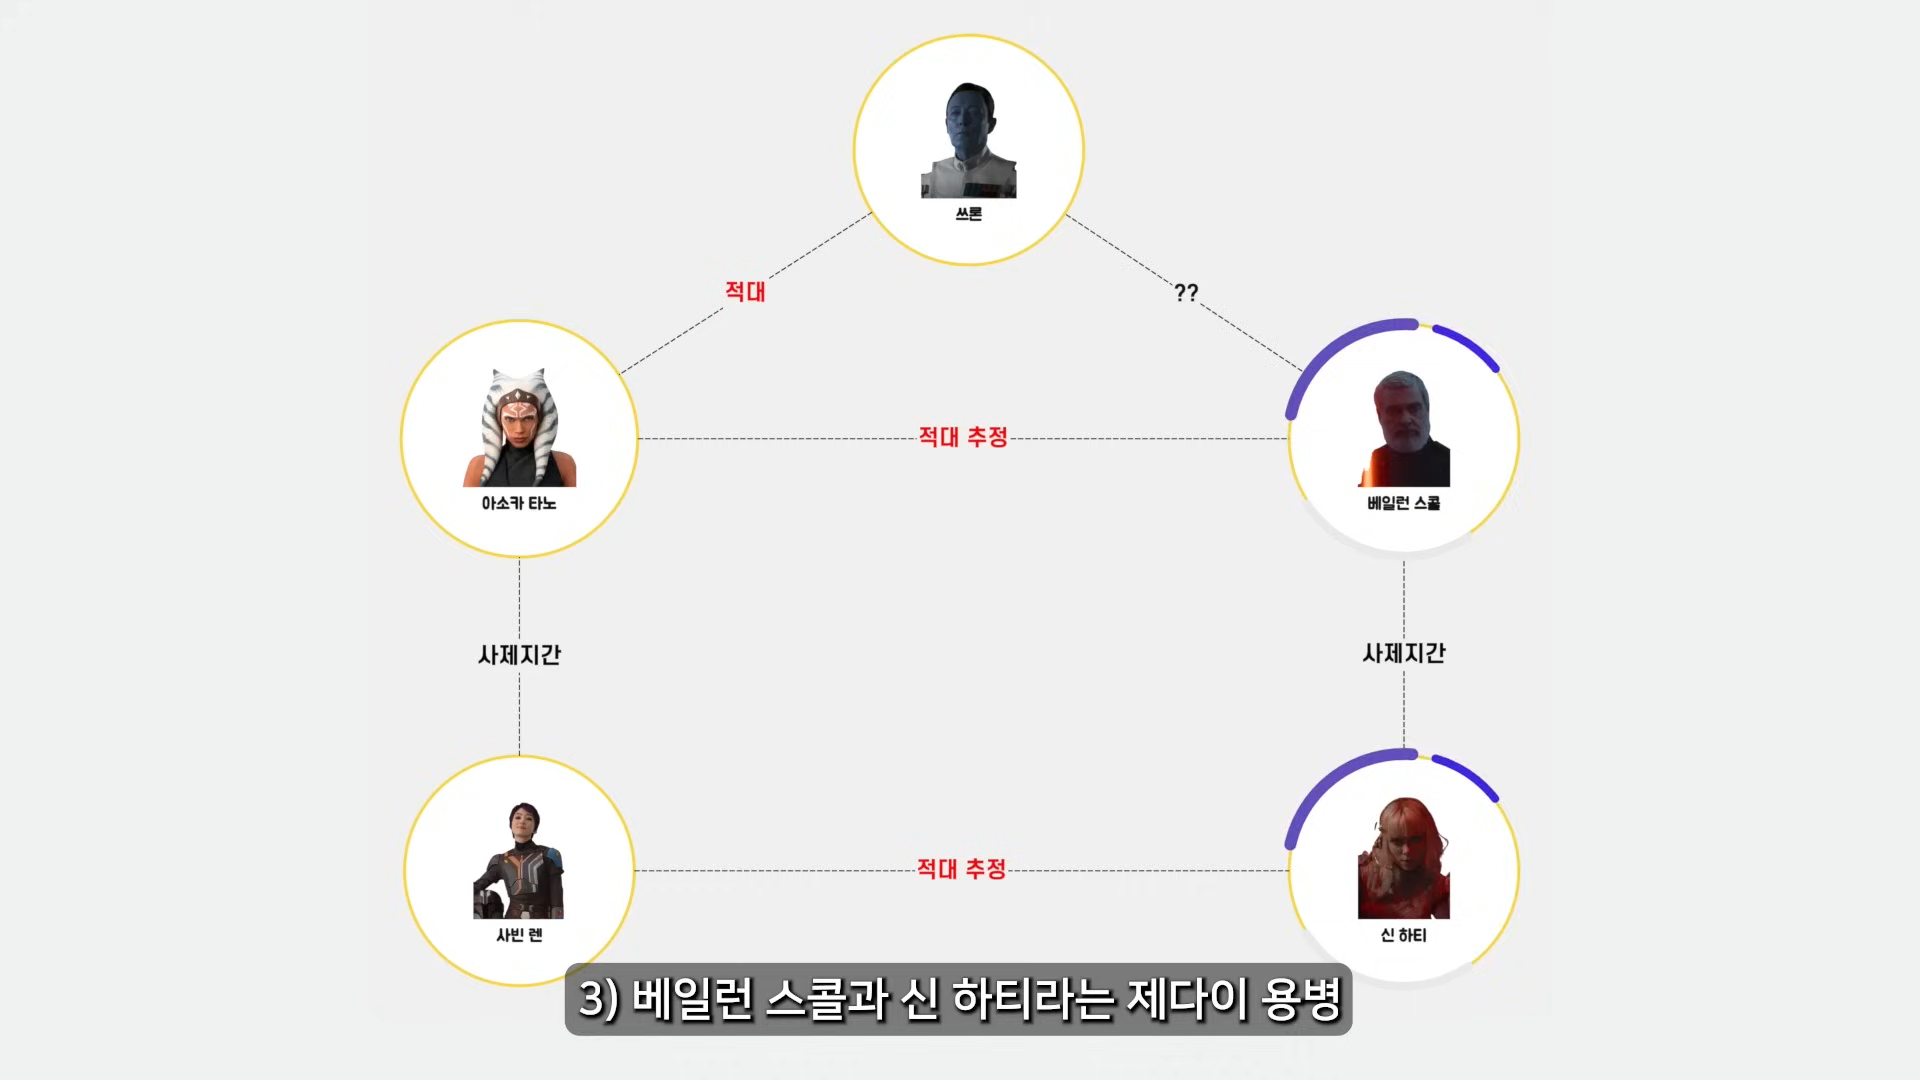 쓰론
적대
??
아소카 타노
적대 추정
베일런 스콜
사제지간
사제지간
사빈 렌
적대 추정
신 하티
3) 베일런 스콜과 신 하티라는 제다이 용병